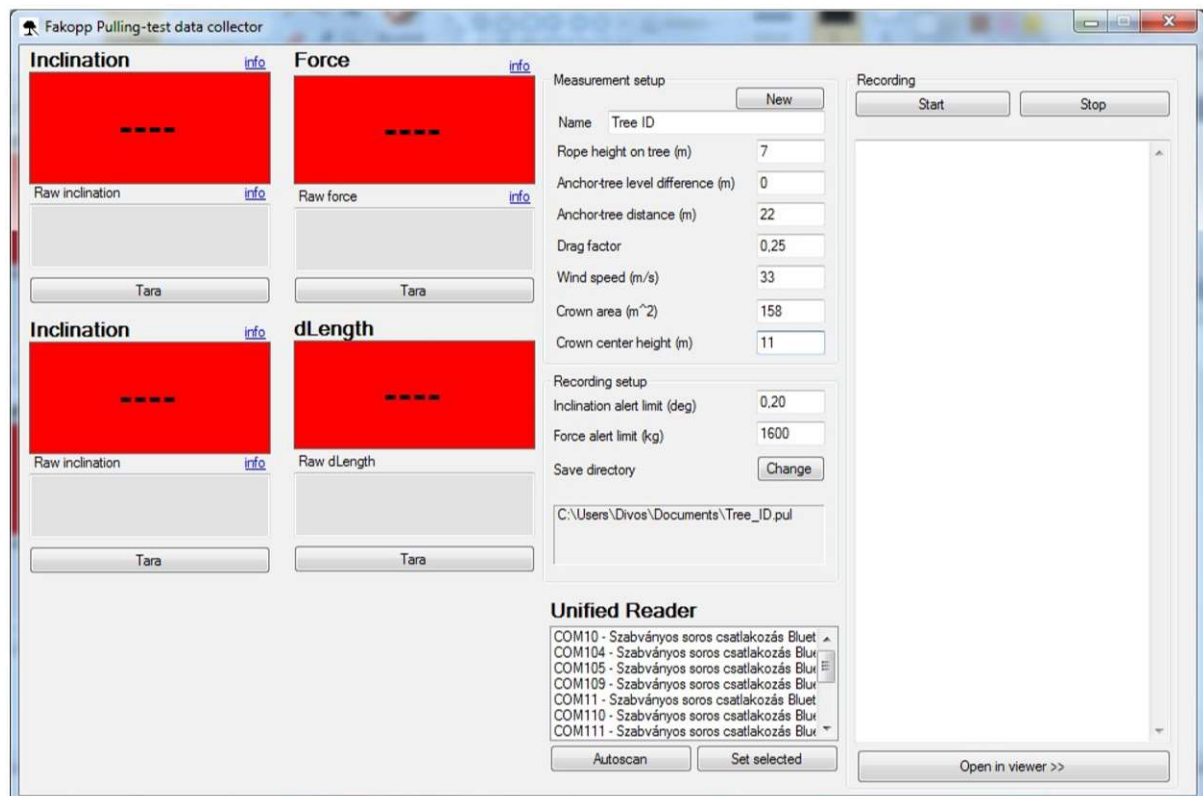 Fakopp Pulling-test data collector
Inclination info
----
Raw inclination info
Tara
Force info
----
Raw force info
Tara
Inclination info
----
Raw inclination info
Tara
dLength
----
Raw dLength
Tara
Measurement setup
New
Name Tree ID
Rope height on tree (m) 7
Anchor-tree level difference (m) 0
Anchor-tree distance (m) 22
Drag factor 0,25
Wind speed (m/s) 33
Crown area (m^2) 158
Crown center height (m) 11
Recording setup
Inclination alert limit (deg) 0,20
Force alert limit (kg) 1600
Save directory Change
C:\Users\Divos\Documents\Tree_ID.pul
Unified Reader
COM10 - Szabványos soros csatlakozás Bluet
COM104 - Szabványos soros csatlakozás Blue
COM105 - Szabványos soros csatlakozás Blue
COM109 - Szabványos soros csatlakozás Blue
COM11 - Szabványos soros csatlakozás Bluet
COM110 - Szabványos soros csatlakozás Blue
COM111 - Szabványos soros csatlakozás Blue
Autoscan Set selected
Recording
Start Stop
Open in viewer >>